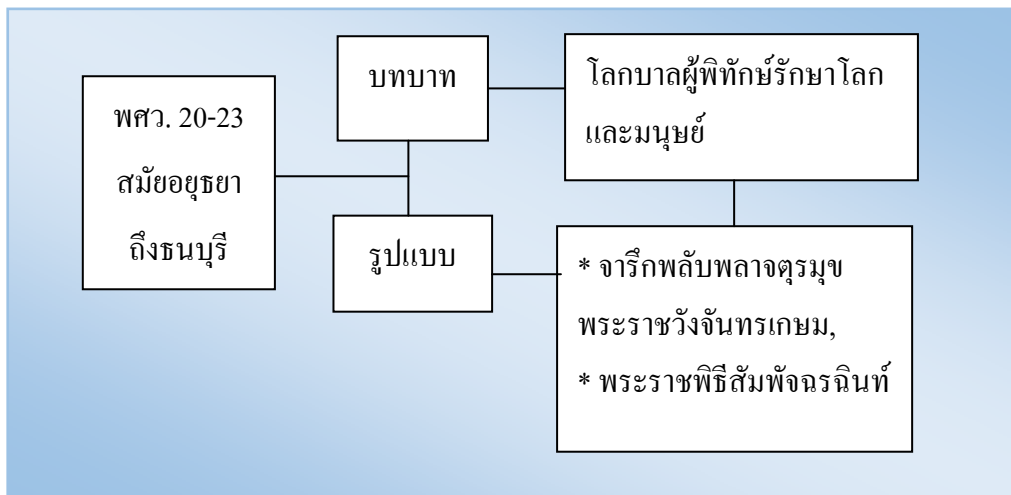 พศว. 20-23
สมัยอยุธยา
ถึงธนบุรี
บทบาท
โลกบาลผู้พิทักษ์รักษาโลก
และมนุษย์
รูปแบบ
* จารึกพลับพลาจตุรมุข
พระราชวังจันทรเกษม,
* พระราชพิธีสัมพัจฉรฉินท์